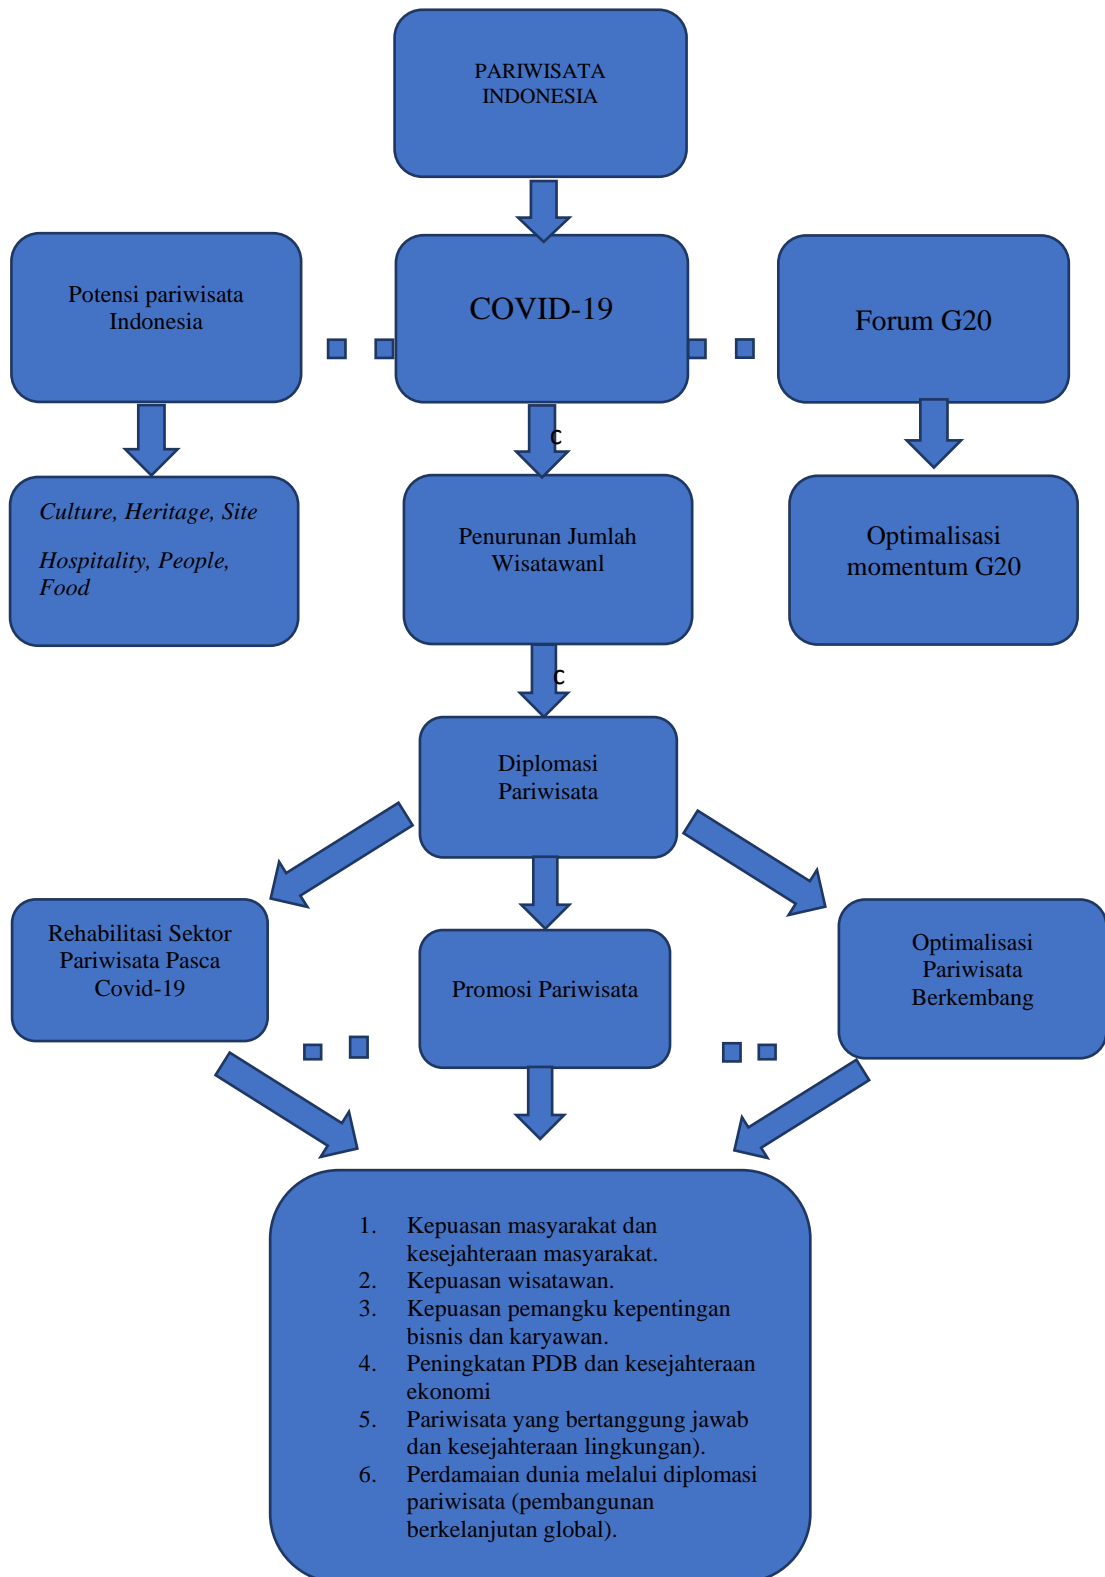 PARIWISATA
INDONESIA
Potensi pariwisata
Indonesia
COVID-19
Forum G20
c
Culture, Heritage, Site
Hospitality, People,
Food
Penurunan Jumlah
Wisatawanl
Optimalisasi
momentum G20
c
Diplomasi
Pariwisata
Rehabilitasi Sektor
Pariwisata Pasca
Covid-19
Promosi Pariwisata
Optimalisasi
Pariwisata
Berkembang
1. Kepuasan masyarakat dan
kesejahteraan masyarakat.
2. Kepuasan wisatawan.
3. Kepuasan pemangku kepentingan
bisnis dan karyawan.
4. Peningkatan PDB dan kesejahteraan
ekonomi
5. Pariwisata yang bertanggung jawab
dan kesejahteraan lingkungan).
6. Perdamaian dunia melalui diplomasi
pariwisata (pembangunan
berkelanjutan global).